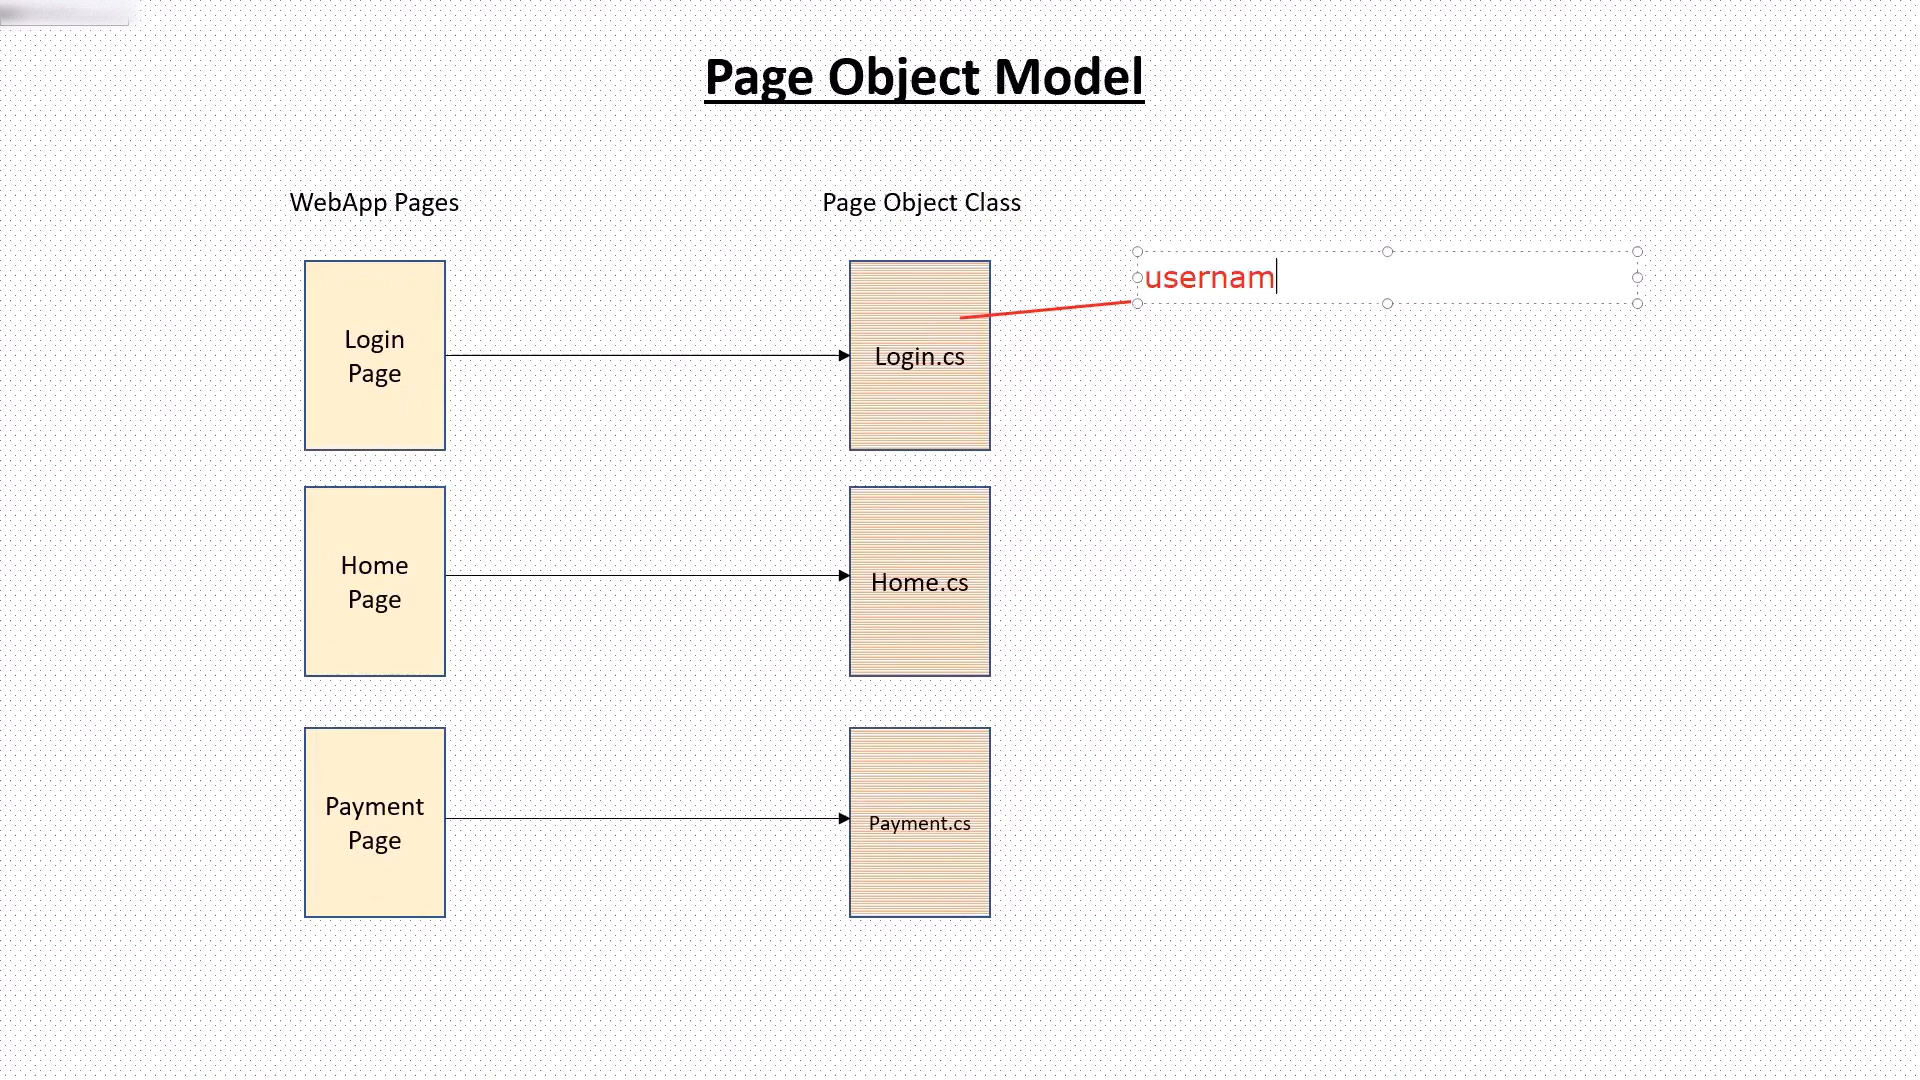 Page Object Model
WebApp Pages
Page Object Class
usernam
Login
Page
Login.cs
Home
Page
Home.cs
Payment
Page
Payment.cs